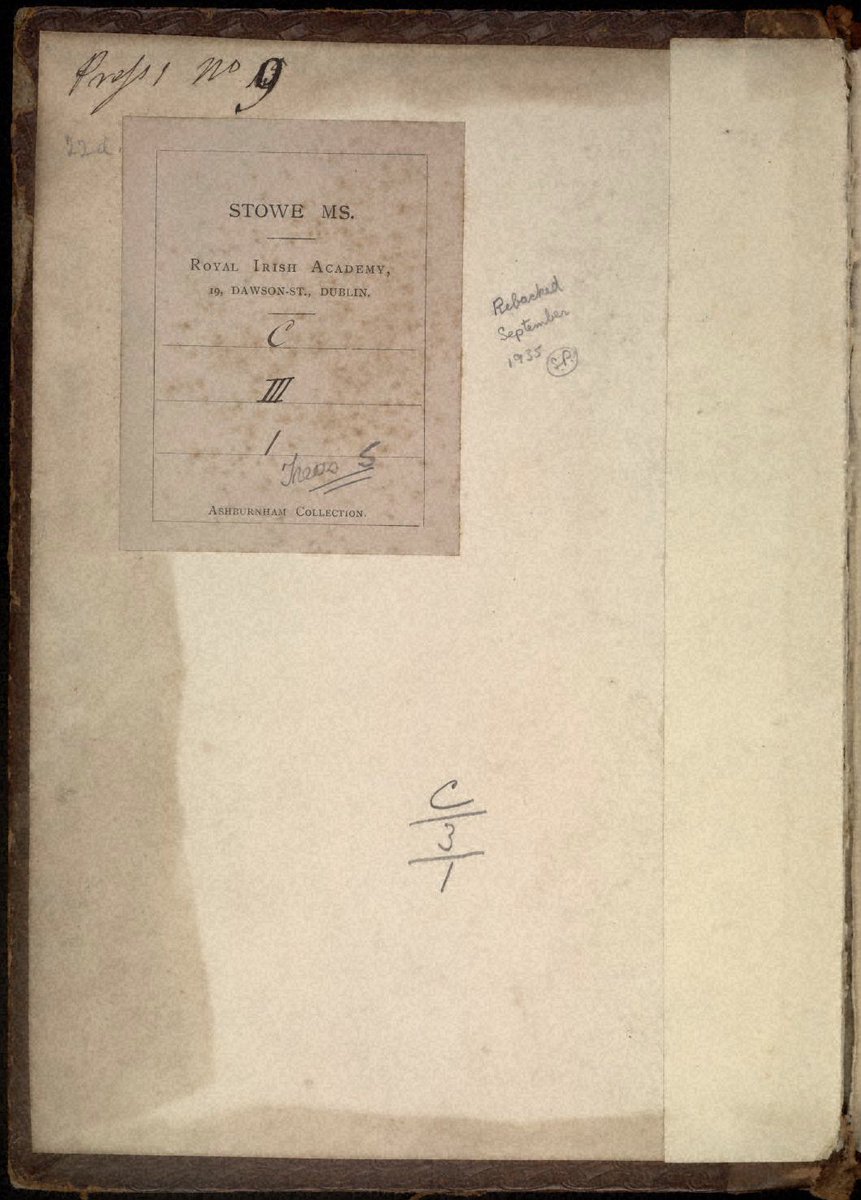 Press 1 No 9
STOWE MS.
ROYAL IRISH ACADEMY,
19, DAWSON-ST., DUBLIN.
C
III
1
5
ASHBURNHAM COLLECTION.
Rebacked
September
1935
C
3
1